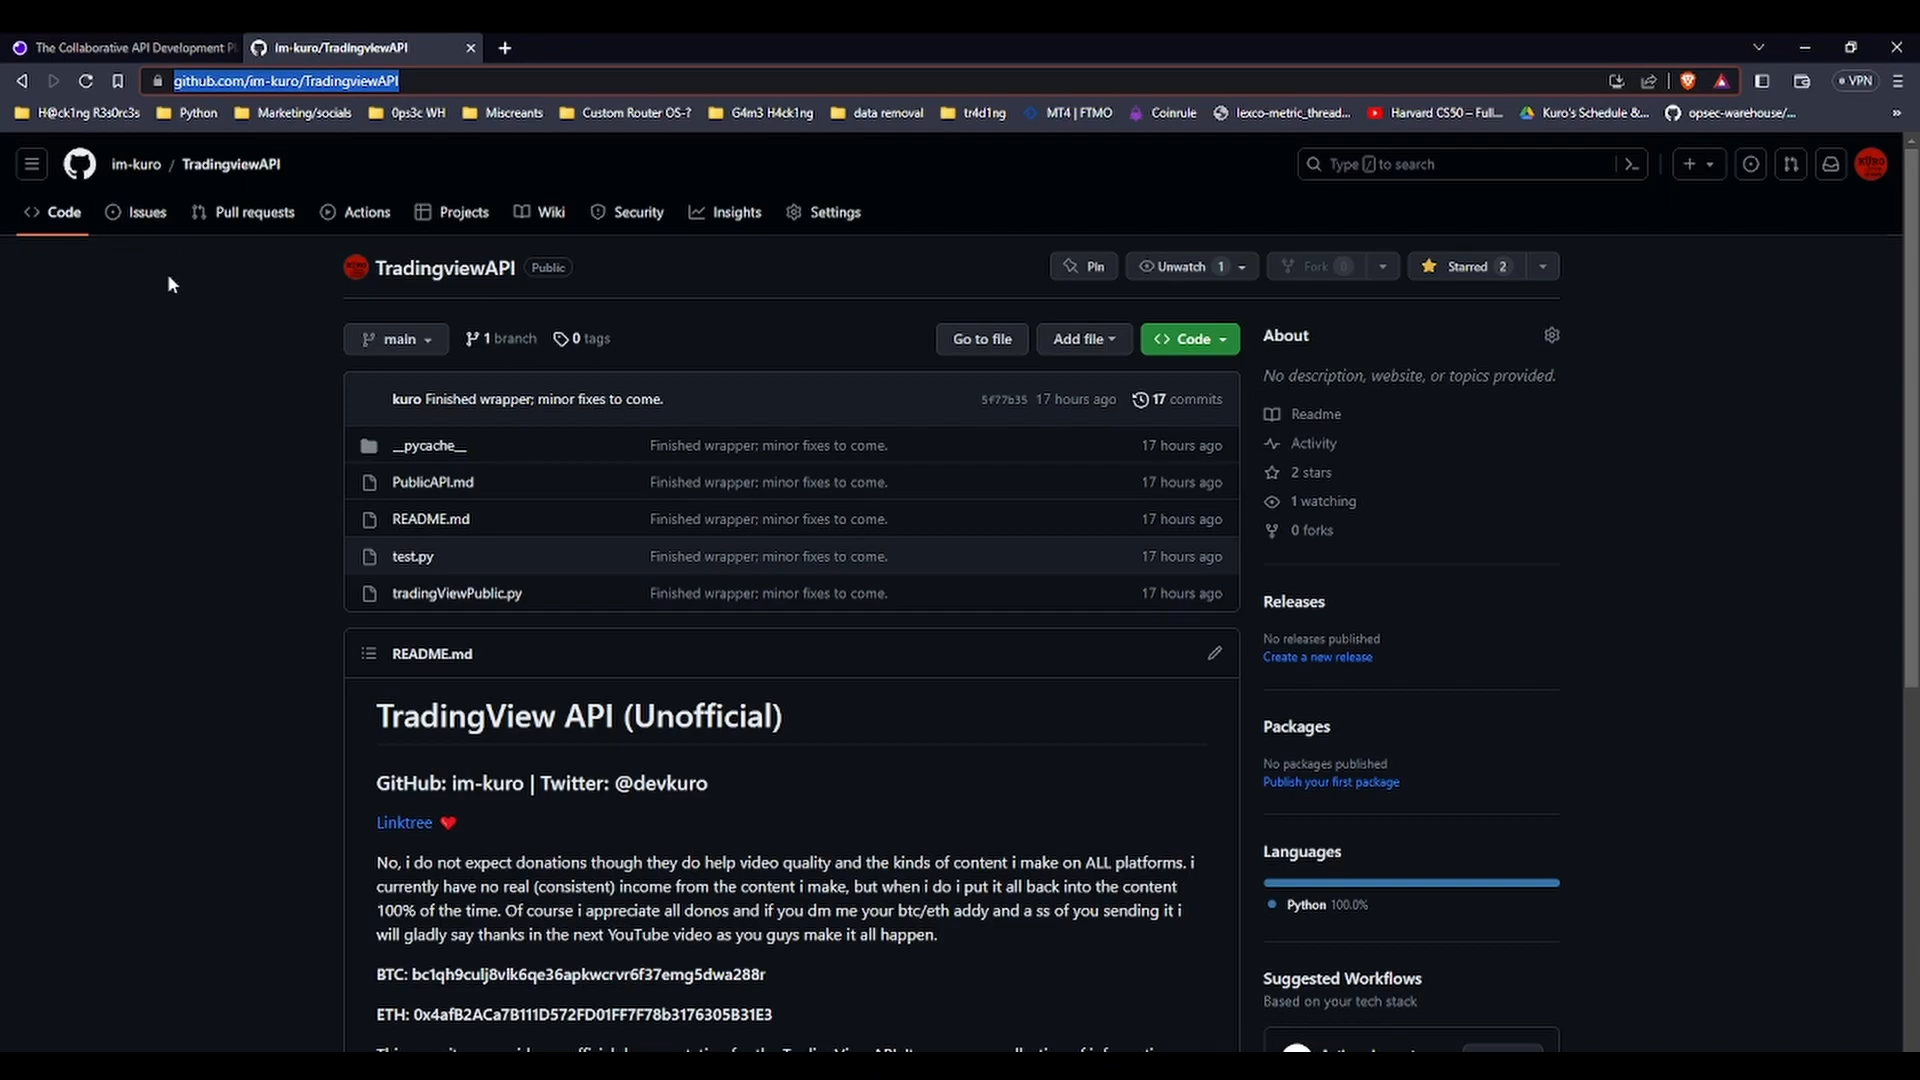 The Collaborative API Development P
im-kuro/TradingviewAPI
github.com/im-kuro/TradingviewAPI
VPN
H@ck1ng R3s0rc3s
Python
Marketing/socials
0ps3c WH
Miscreants
Custom Router OS-?
G4m3 H4ck1ng
data removal
tr4d1ng
MT4 | FTMO
Coinrule
lexco-metric_thread...
Harvard CS50 – Full...
Kuro's Schedule &...
opsec-warehouse/...
»
im-kuro / TradingviewAPI
Type / to search
Code
Issues
Pull requests
Actions
Projects
Wiki
Security
Insights
Settings
TradingviewAPI
Public
Pin
Unwatch 1
Fork 0
Starred 2
main
1 branch
0 tags
Go to file
Add file
Code
kuro Finished wrapper; minor fixes to come.
5f77b35 17 hours ago
17 commits
__pycache__ Finished wrapper; minor fixes to come. 17 hours ago
PublicAPI.md Finished wrapper; minor fixes to come. 17 hours ago
README.md Finished wrapper; minor fixes to come. 17 hours ago
test.py Finished wrapper; minor fixes to come. 17 hours ago
tradingViewPublic.py Finished wrapper; minor fixes to come. 17 hours ago
README.md
TradingView API (Unofficial)
GitHub: im-kuro | Twitter: @devkuro
Linktree ❤️
No, i do not expect donations though they do help video quality and the kinds of content i make on ALL platforms. i
currently have no real (consistent) income from the content i make, but when i do i put it all back into the content
100% of the time. Of course i appreciate all donos and if you dm me your btc/eth addy and a ss of you sending it i
will gladly say thanks in the next YouTube video as you guys make it all happen.
BTC: bc1qh9culj8vlk6qe36apkwcrvr6f37emg5dwa288r
ETH: 0x4afB2ACa7B111D572FD01FF7F78b3176305B31E3
About
No description, website, or topics provided.
Readme
Activity
2 stars
1 watching
0 forks
Releases
No releases published
Create a new release
Packages
No packages published
Publish your first package
Languages
Python 100.0%
Suggested Workflows
Based on your tech stack